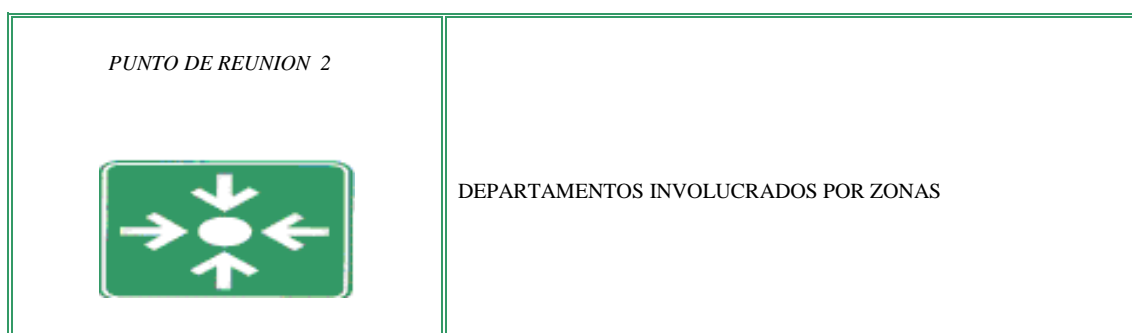 PUNTO DE REUNION 2
DEPARTAMENTOS INVOLUCRADOS POR ZONAS